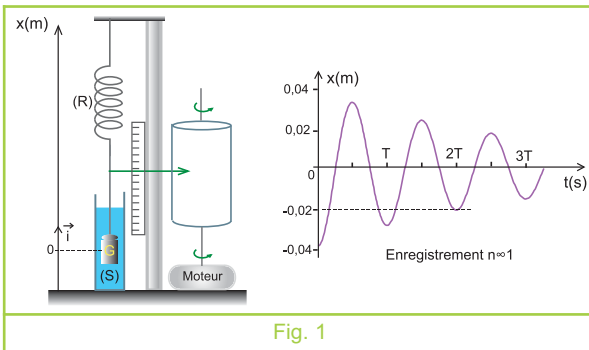 x(m)
(R)
0
i
G
(S)
Moteur
x(m)
0,04
0,02
0
-0,02
-0,04
T
2T
3T
t(s)
Enregistrement n∞1
Fig. 1